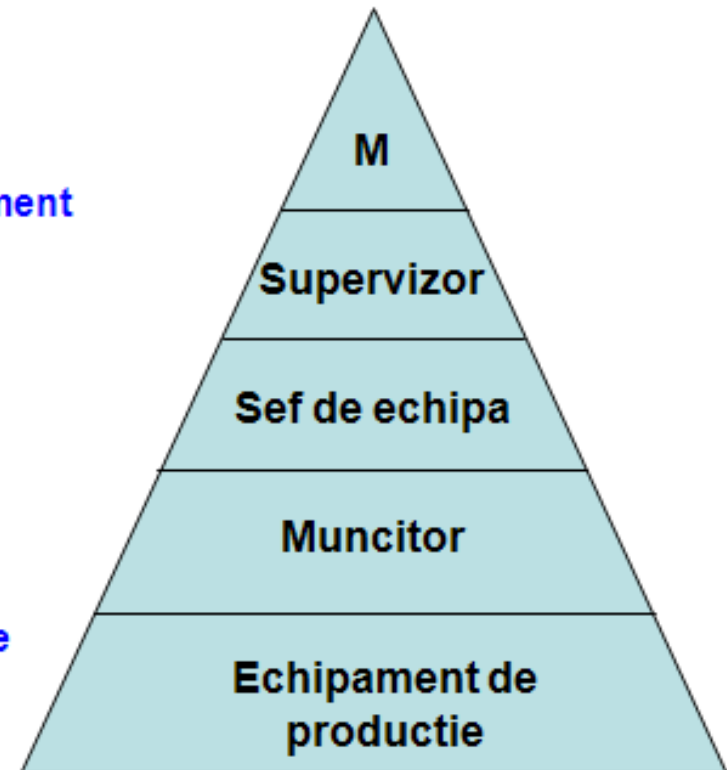 M
ment
Supervizor
Sef de echipa
Muncitor
e
Echipament de
productie